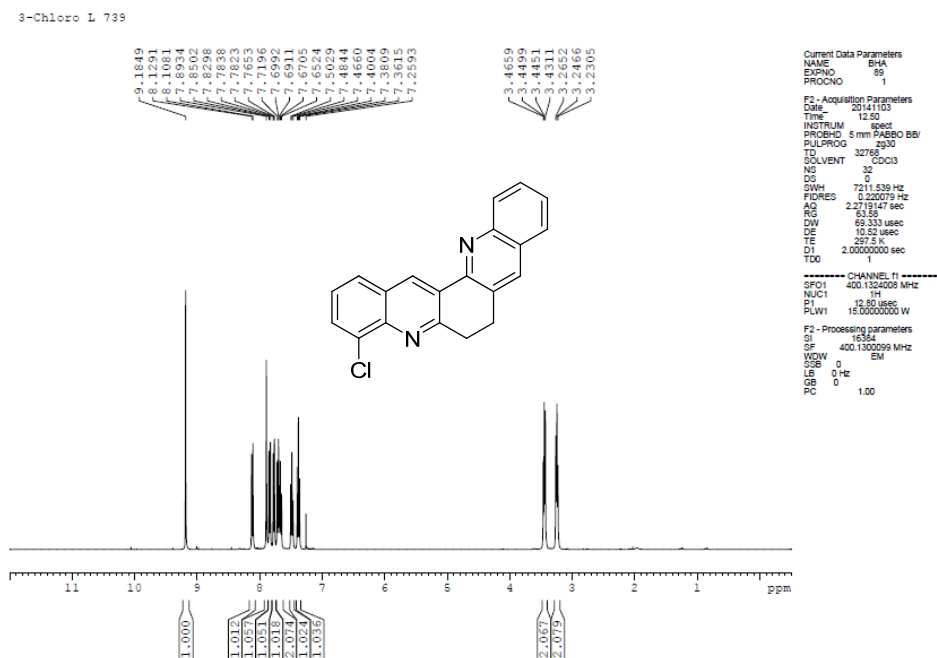 3-Chloro L 739
9.1849
8.1291
8.1081
7.8934
7.8502
7.8298
7.7838
7.7823
7.7653
7.7196
7.6992
7.6911
7.6705
7.6524
7.5029
7.4844
7.4660
7.4004
7.3809
7.3615
7.2593
3.4659
3.4499
3.4451
3.4311
3.2652
3.2466
3.2305
Current Data Parameters
NAME BHA
EXPNO 89
PROCNO 1
F2 - Acquisition Parameters
Date_ 20141103
Time 12.50
INSTRUM spect
PROBHD 5 mm PABBO BB/
PULPROG zg30
TD 32768
SOLVENT CDCl3
NS 32
DS 0
SWH 7211.539 Hz
FIDRES 0.220079 Hz
AQ 2.2719147 sec
RG 63.58
DW 69.333 usec
DE 10.52 usec
TE 297.5 K
D1 2.00000000 sec
TD0 1
======== CHANNEL f1 ========
SFO1 400.1324008 MHz
NUC1 1H
P1 12.80 usec
PLW1 15.00000000 W
F2 - Processing parameters
SI 16384
SF 400.1300099 MHz
WDW EM
SSB 0
LB 0 Hz
GB 0
PC 1.00
N
N
Cl
11 10 9 8 7 6 5 4 3 2 1 ppm
1.000
1.012
1.057
1.051
1.018
2.074
1.024
1.036
2.067
2.079